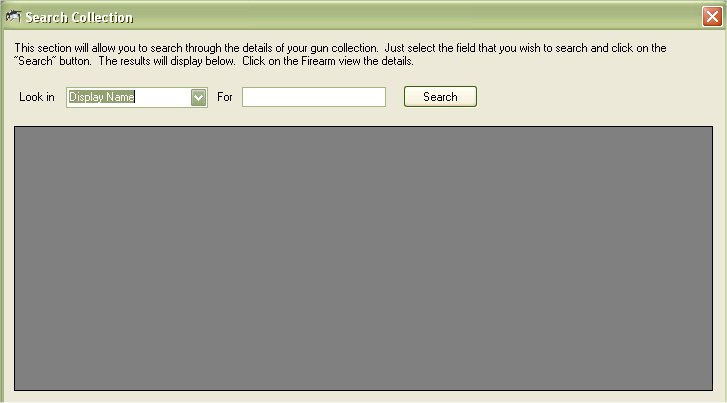 Search Collection
This section will allow you to search through the details of your gun collection.  Just select the field that you wish to search and click on the
"Search" button.  The results will display below.  Click on the Firearm view the details.
Look in Display Name For Search